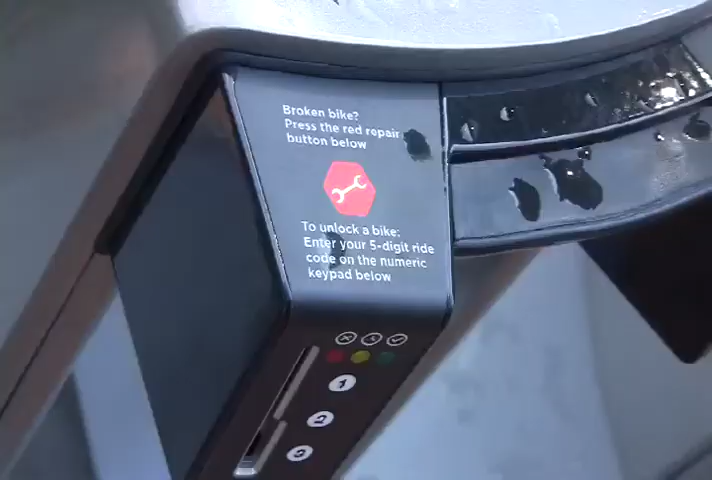 Broken bike?
Press the red repair
button below
To unlock a bike:
Enter your 5-digit ride
code on the numeric
keypad below
1
2
3